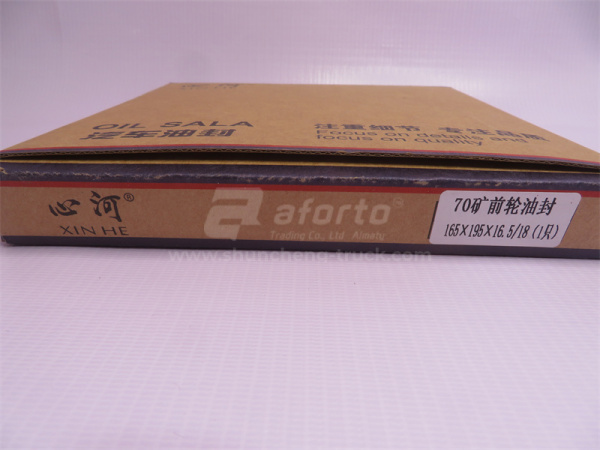 OIL SALA
汽车油封
注重细节 专注品质
Focus on details and
focus on quality
心河®
XIN HE
70矿前轮油封
165×195×16.5/18(1只)
aforto™
Trading Co., Ltd Almaty
www.shuncheng-truck.com